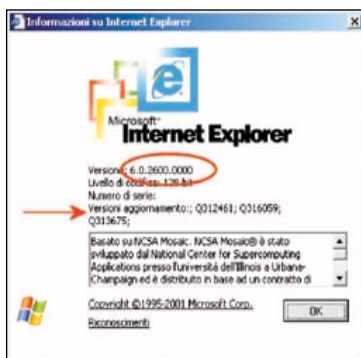 Informazioni su Internet Explorer
Microsoft®
Internet Explorer
Versione: 6.0.2600.0000
Livello di codifica: 128-bit
Numero di serie:
Versioni aggiornamento:; Q312461; Q316059;
Q313675;
Basato su NCSA Mosaic. NCSA Mosaic® è stato
sviluppato dal National Center for Supercomputing
Applications presso l'università dell'Illinois a Urbana-
Champaign ed è distribuito in base ad un contratto di
Copyright ©1995-2001 Microsoft Corp.
OK
Riconoscimenti